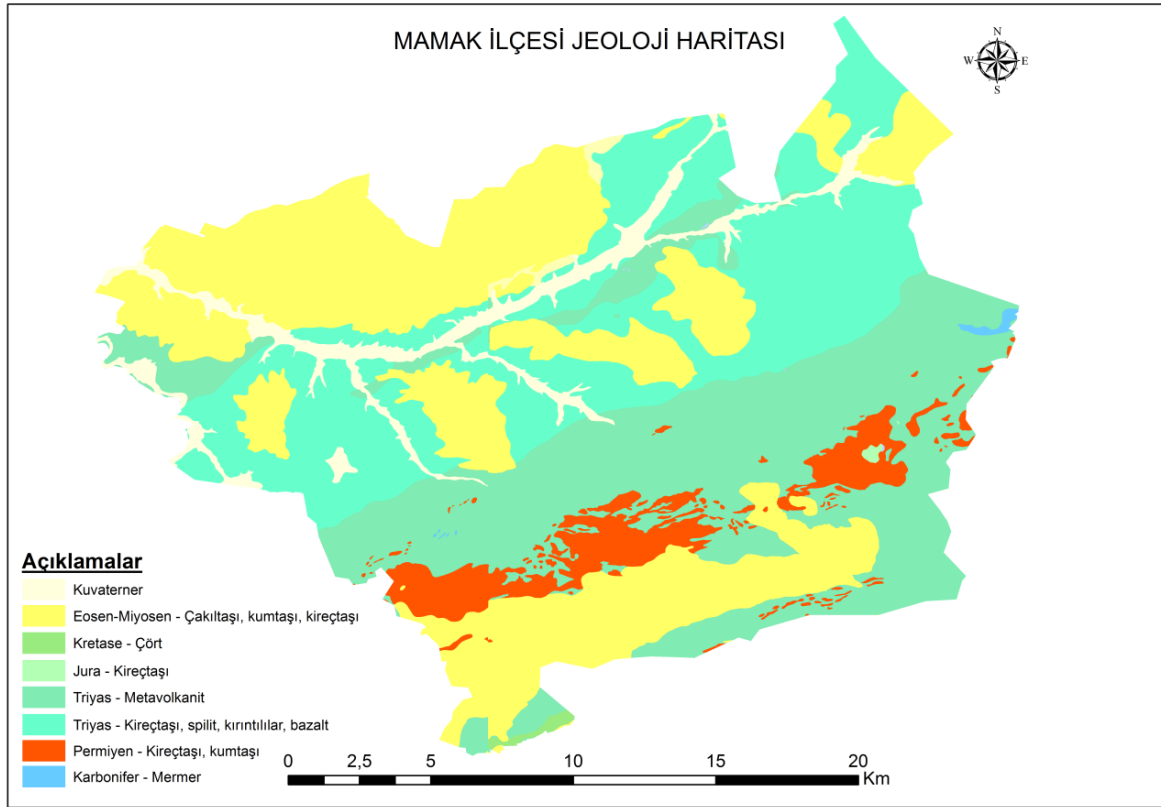 MAMAK İLÇESİ JEOLOJİ HARİTASI
N
W E
S
Açıklamalar
Kuvaterner
Eosen-Miyosen - Çakıltaşı, kumtaşı, kireçtaşı
Kretase - Çört
Jura - Kireçtaşı
Triyas - Metavolkanit
Triyas - Kireçtaşı, spilit, kırıntılılar, bazalt
Permiyen - Kireçtaşı, kumtaşı
Karbonifer - Mermer
0 2,5 5 10 15 20
Km